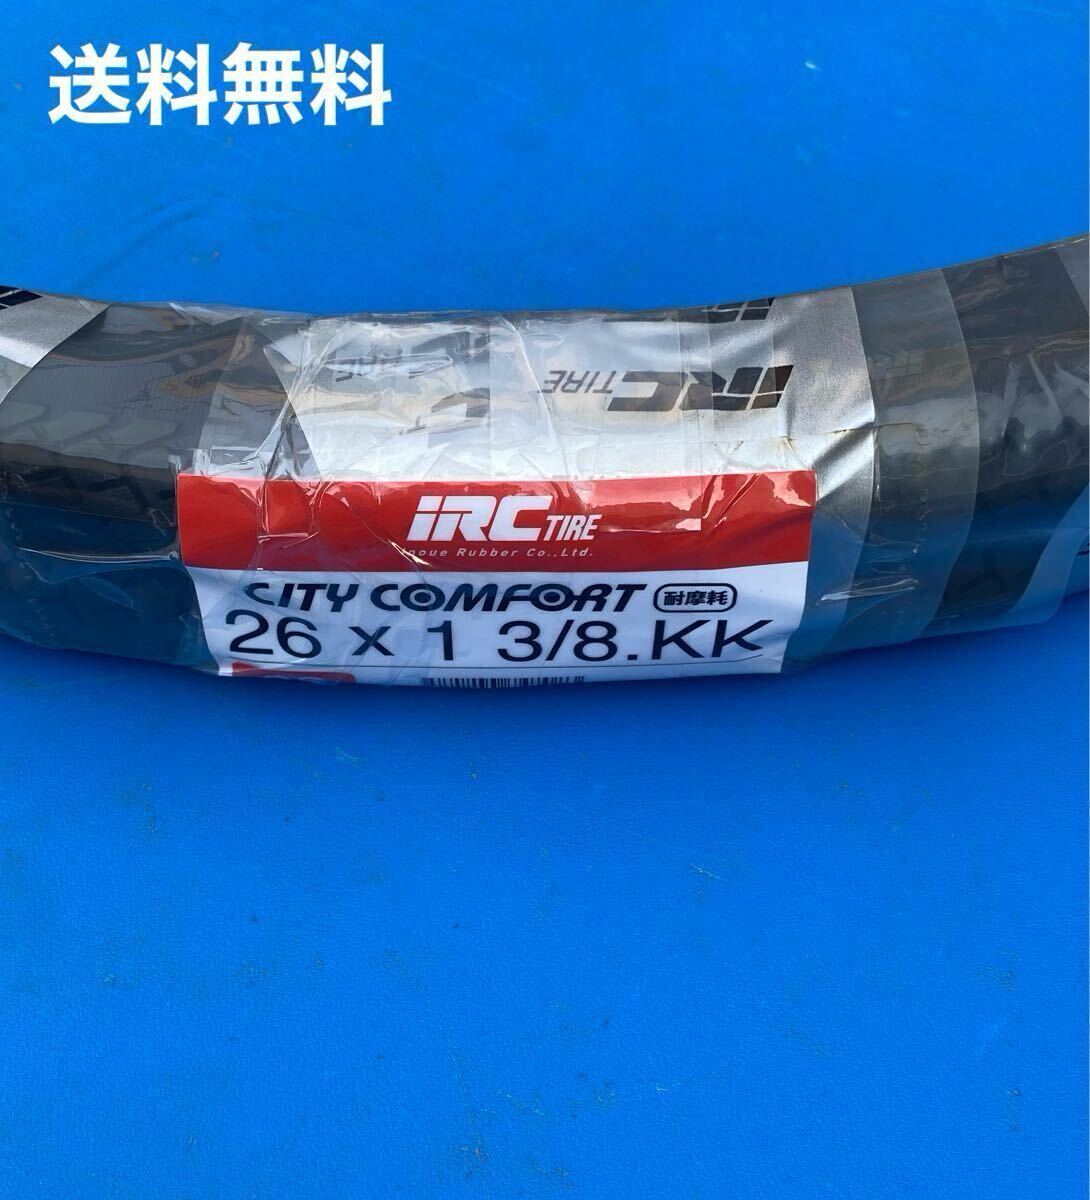 送料無料
iRC TIRE
iRC TIRE
Inoue Rubber Co.,Ltd.
CITY COMFORT 耐摩耗
26 x 1 3/8.KK